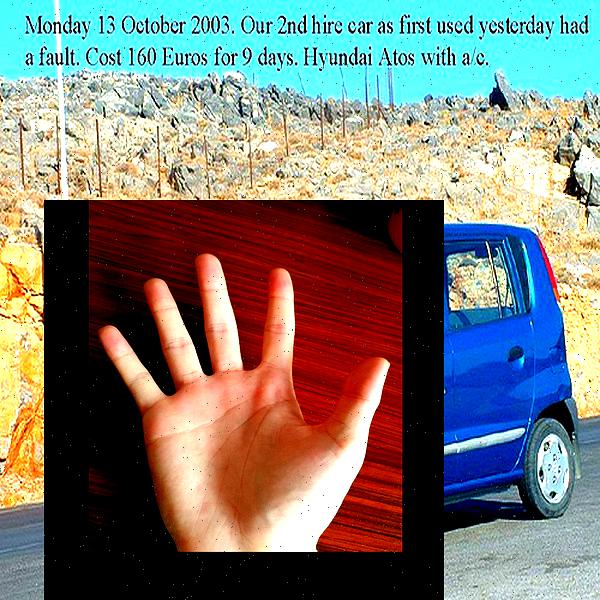 Monday 13 October 2003. Our 2nd hire car as first used yesterday had
a fault. Cost 160 Euros for 9 days. Hyundai Atos with a/c.